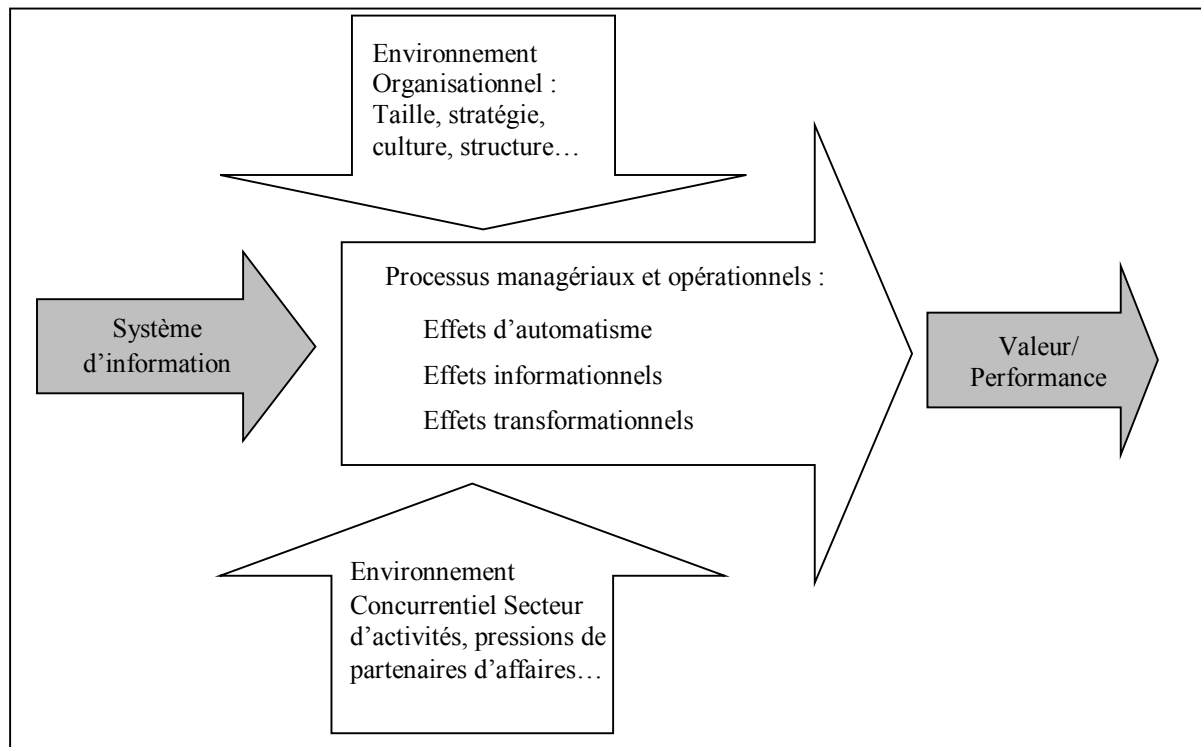 Environnement
Organisationnel :
Taille, stratégie,
culture, structure…
Système
d’information
Processus managériaux et opérationnels :
Effets d’automatisme
Effets informationnels
Effets transformationnels
Valeur/
Performance
Environnement
Concurrentiel Secteur
d’activités, pressions de
partenaires d’affaires…